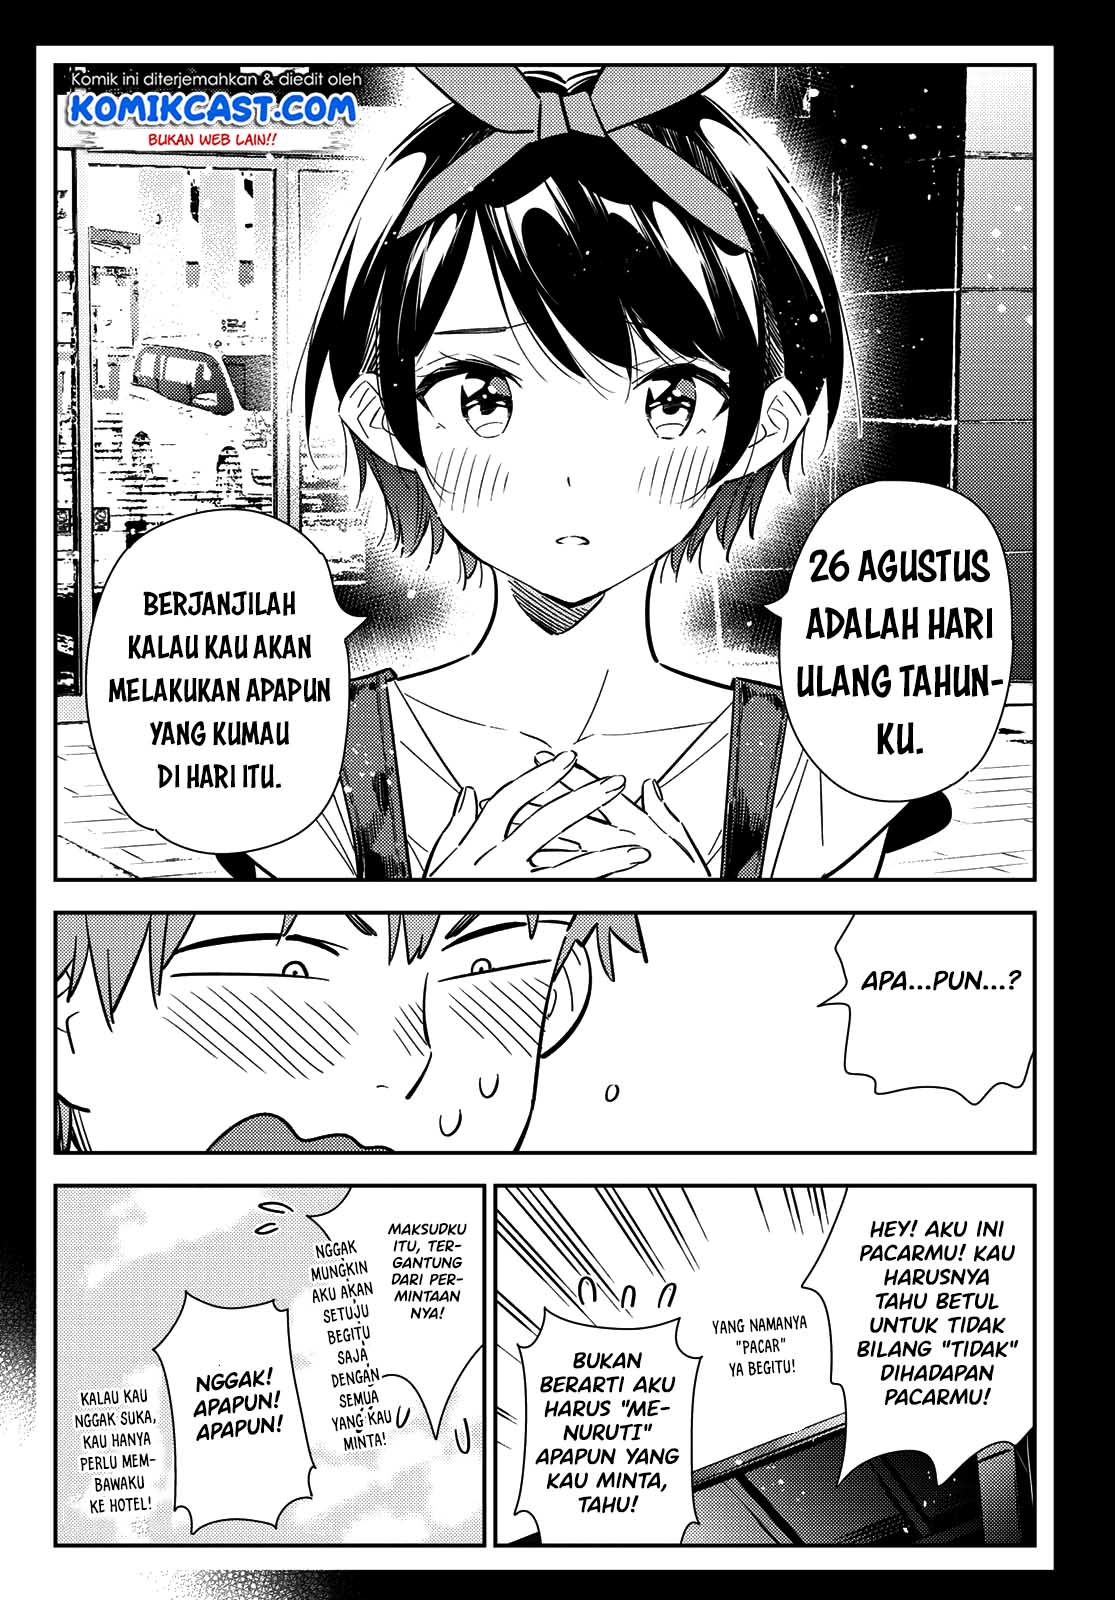 Komik ini diterjemahkan & diedit oleh
KOMIKCAST.COM
BUKAN WEB LAIN!!
26 AGUSTUS
ADALAH HARI
ULANG TAHUN-
KU.
BERJANJILAH
KALAU KAU AKAN
MELAKUKAN APAPUN
YANG KUMAU
DI HARI ITU.
APA...PUN...?
HEY! AKU INI
PACARMU! KAU
HARUSNYA
TAHU BETUL
UNTUK TIDAK
BILANG "TIDAK"
DIHADAPAN
PACARMU!
YANG NAMANYA
"PACAR"
YA BEGITU!
BUKAN
BERARTI AKU
HARUS "ME-
NURUTI"
APAPUN YANG
KAU MINTA,
TAHU!
MAKSUDKU
ITU, TER-
GANTUNG
DARI PER-
MINTAAN
NYA!
NGGAK
MUNGKIN
AKU AKAN
SETUJU
BEGITU
SAJA
DENGAN
SEMUA
YANG KAU
MINTA!
NGGAK!
APAPUN!
APAPUN!
KALAU KAU
NGGAK SUKA,
KAU HANYA
PERLU MEM-
BAWAKU
KE HOTEL!